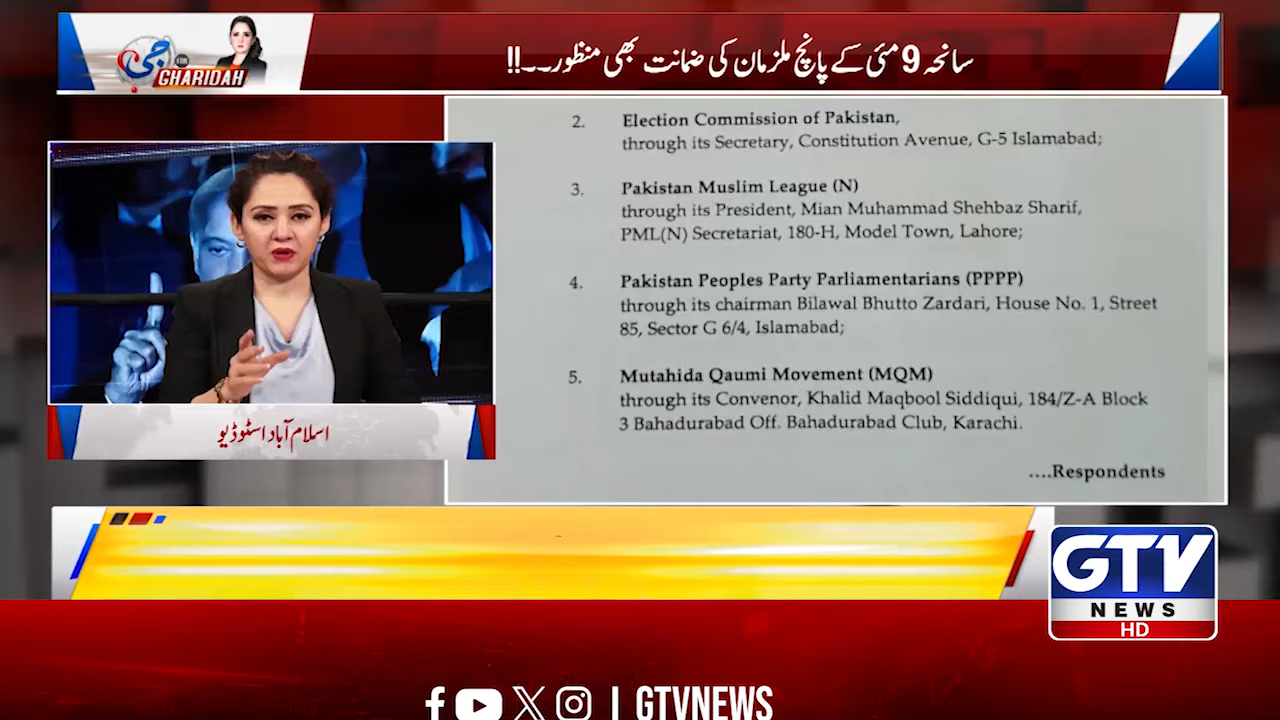 جی
FOR
GHARIDAH
سانحہ 9 مئی کے پانچ ملزمان کی ضمانت بھی منظور۔۔!!
2. Election Commission of Pakistan,
through its Secretary, Constitution Avenue, G-5 Islamabad;
3. Pakistan Muslim League (N)
through its President, Mian Muhammad Shehbaz Sharif,
PML(N) Secretariat, 180-H, Model Town, Lahore;
4. Pakistan Peoples Party Parliamentarians (PPPP)
through its chairman Bilawal Bhutto Zardari, House No. 1, Street
85, Sector G 6/4, Islamabad;
5. Mutahida Qaumi Movement (MQM)
through its Convenor, Khalid Maqbool Siddiqui, 184/Z-A Block
3 Bahadurabad Off. Bahadurabad Club, Karachi.
....Respondents
اسلام آباد اسٹوڈیو
GTV
NEWS
HD
| GTVNEWS